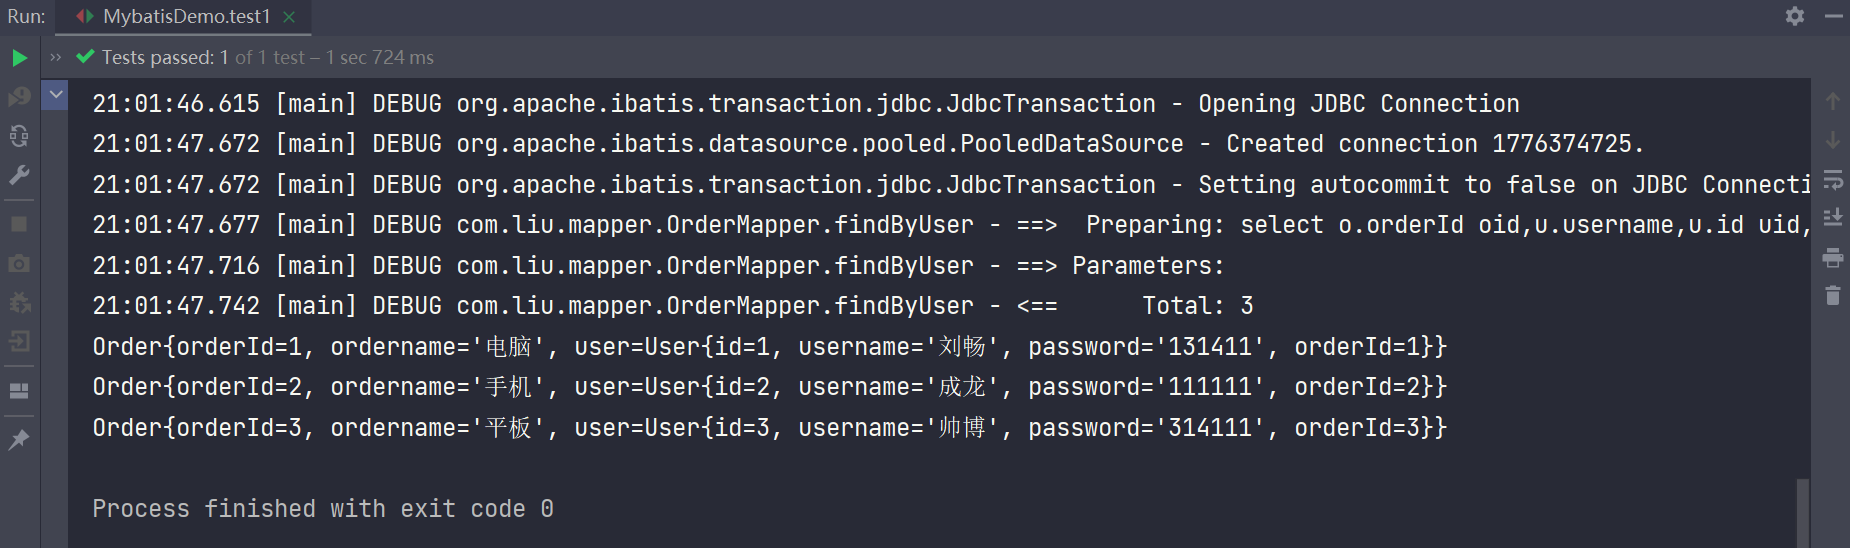 Run: MybatisDemo.test1
Tests passed: 1 of 1 test – 1 sec 724 ms
21:01:46.615 [main] DEBUG org.apache.ibatis.transaction.jdbc.JdbcTransaction - Opening JDBC Connection
21:01:47.672 [main] DEBUG org.apache.ibatis.datasource.pooled.PooledDataSource - Created connection 1776374725.
21:01:47.672 [main] DEBUG org.apache.ibatis.transaction.jdbc.JdbcTransaction - Setting autocommit to false on JDBC Connecti
21:01:47.677 [main] DEBUG com.liu.mapper.OrderMapper.findByUser - ==>  Preparing: select o.orderId oid,u.username,u.id uid,
21:01:47.716 [main] DEBUG com.liu.mapper.OrderMapper.findByUser - ==> Parameters:
21:01:47.742 [main] DEBUG com.liu.mapper.OrderMapper.findByUser - <==      Total: 3
Order{orderId=1, ordername='电脑', user=User{id=1, username='刘畅', password='131411', orderId=1}}
Order{orderId=2, ordername='手机', user=User{id=2, username='成龙', password='111111', orderId=2}}
Order{orderId=3, ordername='平板', user=User{id=3, username='帅博', password='314111', orderId=3}}
Process finished with exit code 0